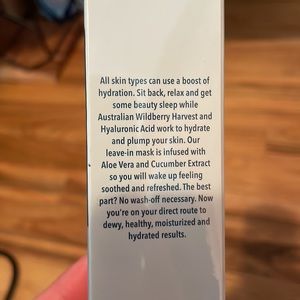 All skin types can use a boost of
hydration. Sit back, relax and get
some beauty sleep while
Australian Wildberry Harvest and
Hyaluronic Acid work to hydrate
and plump your skin. Our
leave-in mask is infused with
Aloe Vera and Cucumber Extract
so you will wake up feeling
soothed and refreshed. The best
part? No wash-off necessary. Now
you're on your direct route to
dewy, healthy, moisturized and
hydrated results.